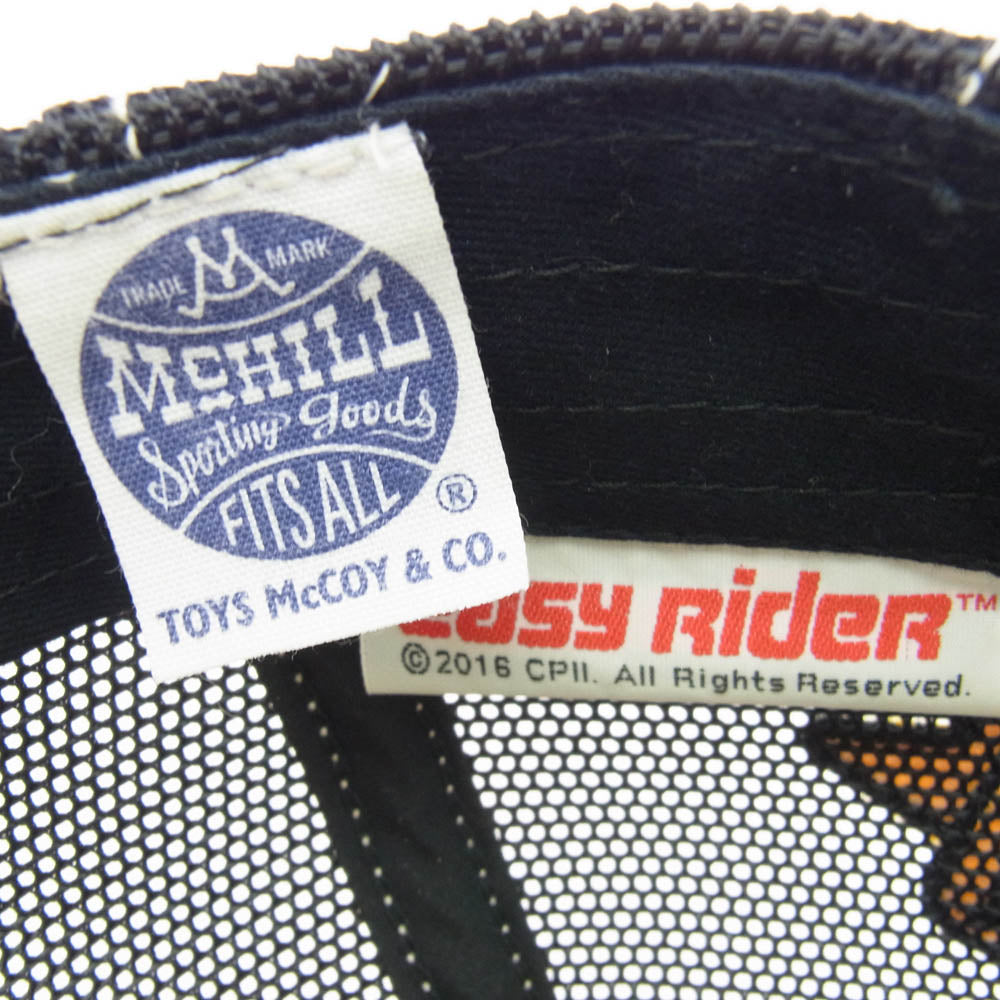 M
TRADE MARK
McHILL
Sporting goods
FITS ALL
®
TOYS McCOY & CO.
easy Rider™
©2016 CPII. All Rights Reserved.